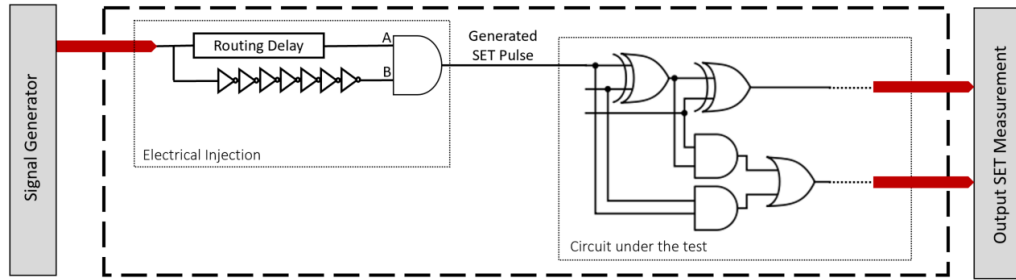 Signal Generator
Routing Delay
A
B
Electrical Injection
Generated
SET Pulse
Circuit under the test
Output SET Measurement